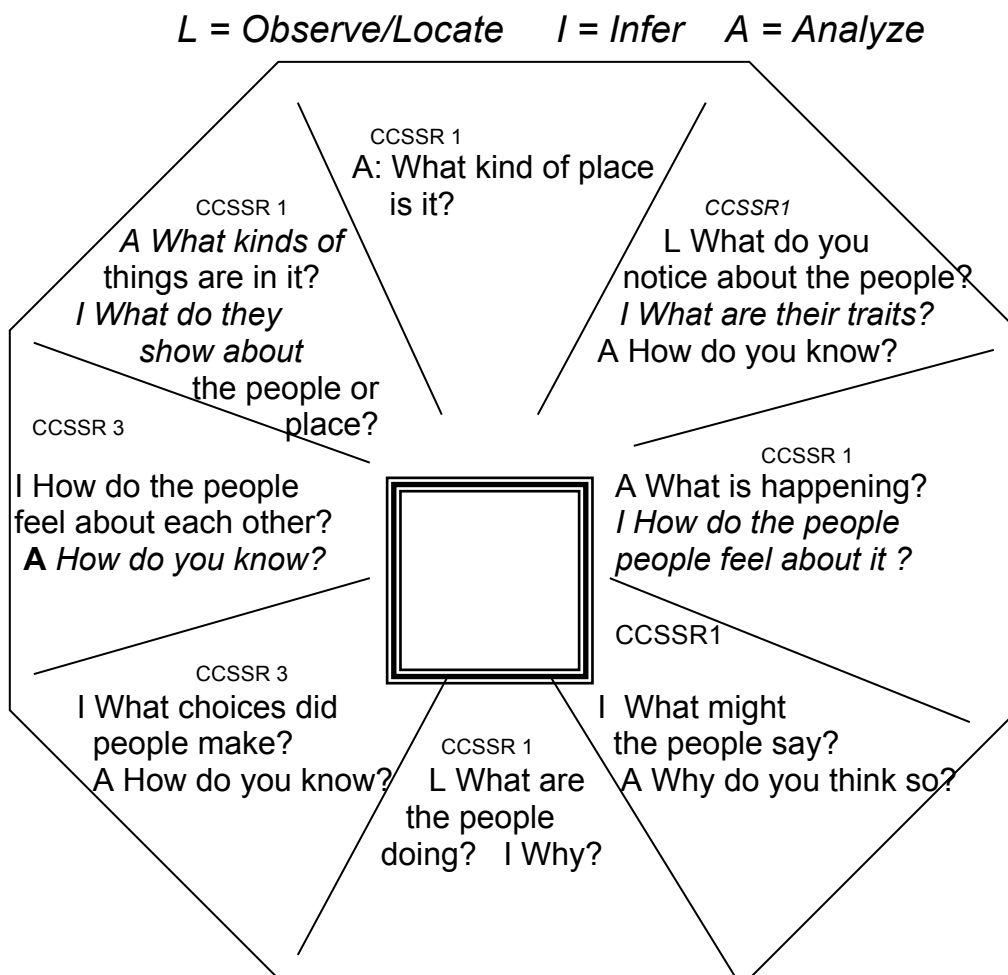 L = Observe/Locate I = Infer A = Analyze
CCSSR 1
A: What kind of place
is it?
CCSSR1
L What do you
notice about the people?
I What are their traits?
A How do you know?
CCSSR 1
A What is happening?
I How do the people
people feel about it ?
CCSSR1
I What might
the people say?
A Why do you think so?
CCSSR 1
L What are
the people
doing? I Why?
CCSSR 3
I What choices did
people make?
A How do you know?
CCSSR 3
I How do the people
feel about each other?
A How do you know?
CCSSR 1
A What kinds of
things are in it?
I What do they
show about
the people or
place?